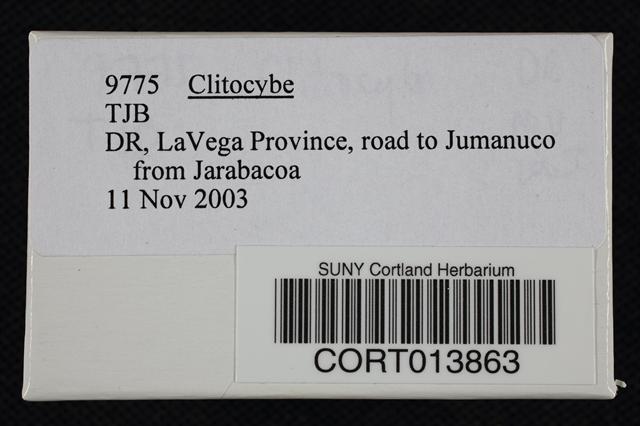 9775 Clitocybe
TJB
DR, LaVega Province, road to Jumanuco
from Jarabacoa
11 Nov 2003
SUNY Cortland Herbarium
CORT013863